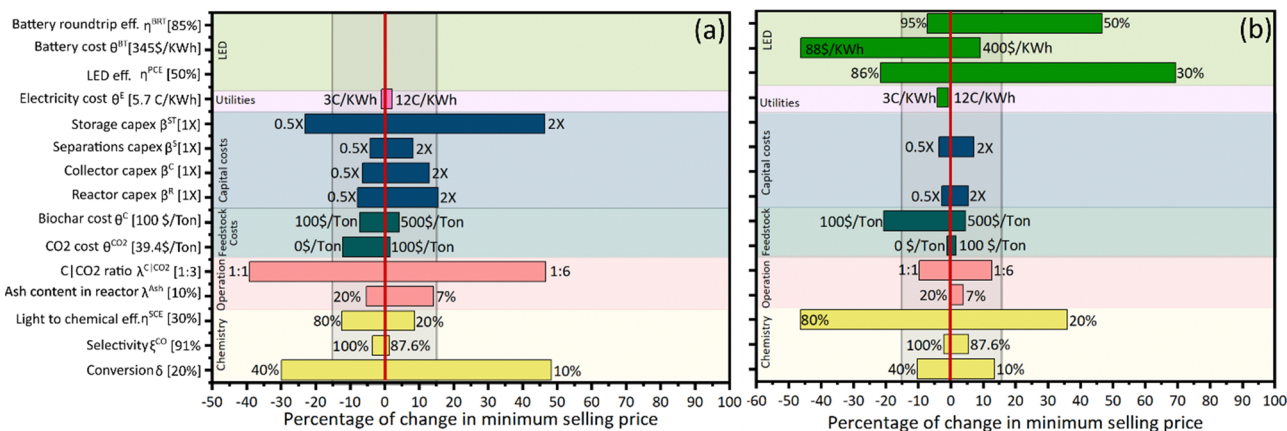 Battery roundtrip eff. η^BRT [85%]
Battery cost θ^BT [345$/KWh]
LED eff. η^PCE [50%]
Electricity cost θ^E [5.7 C/KWh]
Storage capex β^ST [1X]
Separations capex β^S [1X]
Collector capex β^C [1X]
Reactor capex β^R [1X]
Biochar cost θ^C [100 $/Ton]
CO2 cost θ^CO2 [39.4$/Ton]
C|CO2 ratio λ^C|CO2 [1:3]
Ash content in reactor λ^Ash [10%]
Light to chemical eff. η^SCE [30%]
Selectivity ξ^CO [91%
Conversion δ [20%]
LED
Utilities
Capital costs
Feedstock
Costs
Operation
Chemistry
(a)
3C/KWh 12C/KWh
0.5X 2X
0.5X 2X
0.5X 2X
0.5X 2X
100$/Ton 500$/Ton
0$/Ton 100$/Ton
1:1 1:6
20% 7%
80% 20%
100% 87.6%
40% 10%
-50 -40 -30 -20 -10 0 10 20 30 40 50 60 70 80 90 100
Percentage of change in minimum selling price
LED
Utilities
Capital costs
Feedstock
Costs
Operation
Chemistry
(b)
95% 50%
88$/KWh 400$/KWh
86% 30%
3C/KWh 12C/KWh
0.5X 2X
0.5X 2X
100$/Ton 500$/Ton
0 $/Ton 100 $/Ton
1:1 1:6
20% 7%
80% 20%
100% 87.6%
40% 10%
-60 -50 -40 -30 -20 -10 0 10 20 30 40 50 60 70 80 90 100
Percentage of change in minimum selling price